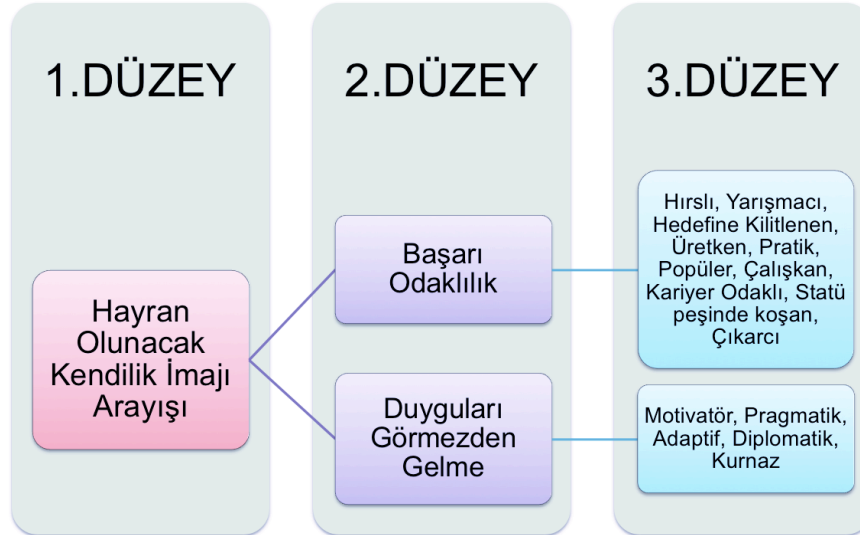 1.DÜZEY
2.DÜZEY
3.DÜZEY
Hayran
Olunacak
Kendilik İmajı
Arayışı
Başarı
Odaklılık
Duyguları
Görmezden
Gelme
Hırslı, Yarışmacı,
Hedefine Kilitlenen,
Üretken, Pratik,
Popüler, Çalışkan,
Kariyer Odaklı, Statü
peşinde koşan,
Çıkarcı
Motivatör, Pragmatik,
Adaptif, Diplomatik,
Kurnaz